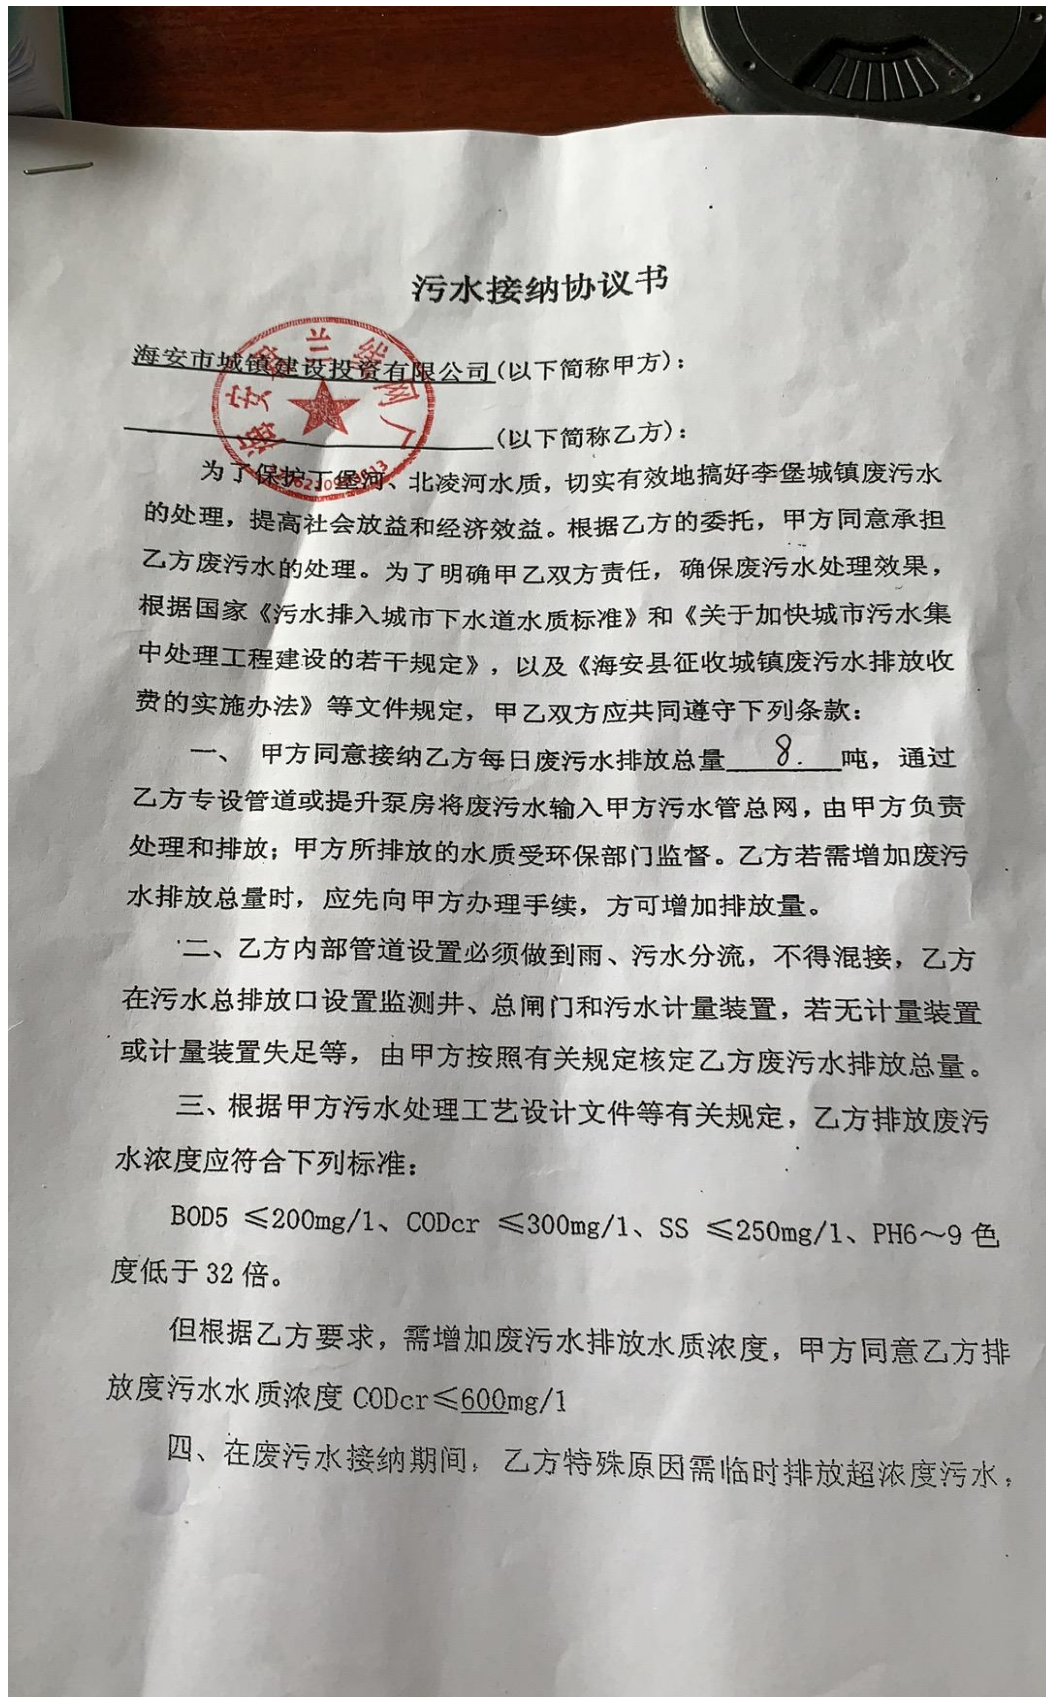 污水接纳协议书
海安市城镇建设投资有限公司(以下简称甲方)：
(以下简称乙方)：
为了保护丁堡河、北凌河水质，切实有效地搞好李堡城镇废污水
的处理，提高社会放益和经济效益。根据乙方的委托，甲方同意承担
乙方废污水的处理。为了明确甲乙双方责任，确保废污水处理效果，
根据国家《污水排入城市下水道水质标准》和《关于加快城市污水集
中处理工程建设的若干规定》，以及《海安县征收城镇废污水排放收
费的实施办法》等文件规定，甲乙双方应共同遵守下列条款：
一、 甲方同意接纳乙方每日废污水排放总量 8. 吨，通过
乙方专设管道或提升泵房将废污水输入甲方污水管总网，由甲方负责
处理和排放；甲方所排放的水质受环保部门监督。乙方若需增加废污
水排放总量时，应先向甲方办理手续，方可增加排放量。
二、乙方内部管道设置必须做到雨、污水分流，不得混接，乙方
在污水总排放口设置监测井、总闸门和污水计量装置，若无计量装置
或计量装置失足等，由甲方按照有关规定核定乙方废污水排放总量。
三、根据甲方污水处理工艺设计文件等有关规定，乙方排放废污
水浓度应符合下列标准：
BOD5 ≤200mg/1、CODcr ≤300mg/1、SS ≤250mg/1、PH6～9 色
度低于 32 倍。
但根据乙方要求，需增加废污水排放水质浓度，甲方同意乙方排
放度污水水质浓度 CODcr≤600mg/1
四、在废污水接纳期间，乙方特殊原因需临时排放超浓度污水，
海安 兰 网厂